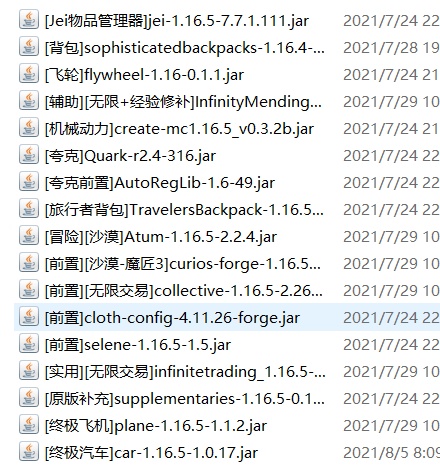 [Jei物品管理器]jei-1.16.5-7.7.1.111.jar 2021/7/24 22
[背包]sophisticatedbackpacks-1.16.4-... 2021/7/28 19
[飞轮]flywheel-1.16-0.1.1.jar 2021/7/24 21
[辅助][无限+经验修补]InfinityMending... 2021/7/29 10
[机械动力]create-mc1.16.5_v0.3.2b.jar 2021/7/24 21
[夸克]Quark-r2.4-316.jar 2021/7/24 22
[夸克前置]AutoRegLib-1.6-49.jar 2021/7/24 22
[旅行者背包]TravelersBackpack-1.16.5... 2021/7/24 22
[冒险][沙漠]Atum-1.16.5-2.2.4.jar 2021/7/29 10
[前置][沙漠-魔匠3]curios-forge-1.16.5... 2021/7/29 10
[前置][无限交易]collective-1.16.5-2.26... 2021/7/29 10
[前置]cloth-config-4.11.26-forge.jar 2021/7/24 22
[前置]selene-1.16.5-1.5.jar 2021/7/24 22
[实用][无限交易]infinitetrading_1.16.5-... 2021/7/29 10
[原版补充]supplementaries-1.16.5-0.1... 2021/7/24 22
[终极飞机]plane-1.16.5-1.1.2.jar 2021/7/29 10
[终极汽车]car-1.16.5-1.0.17.jar 2021/8/5 8:09